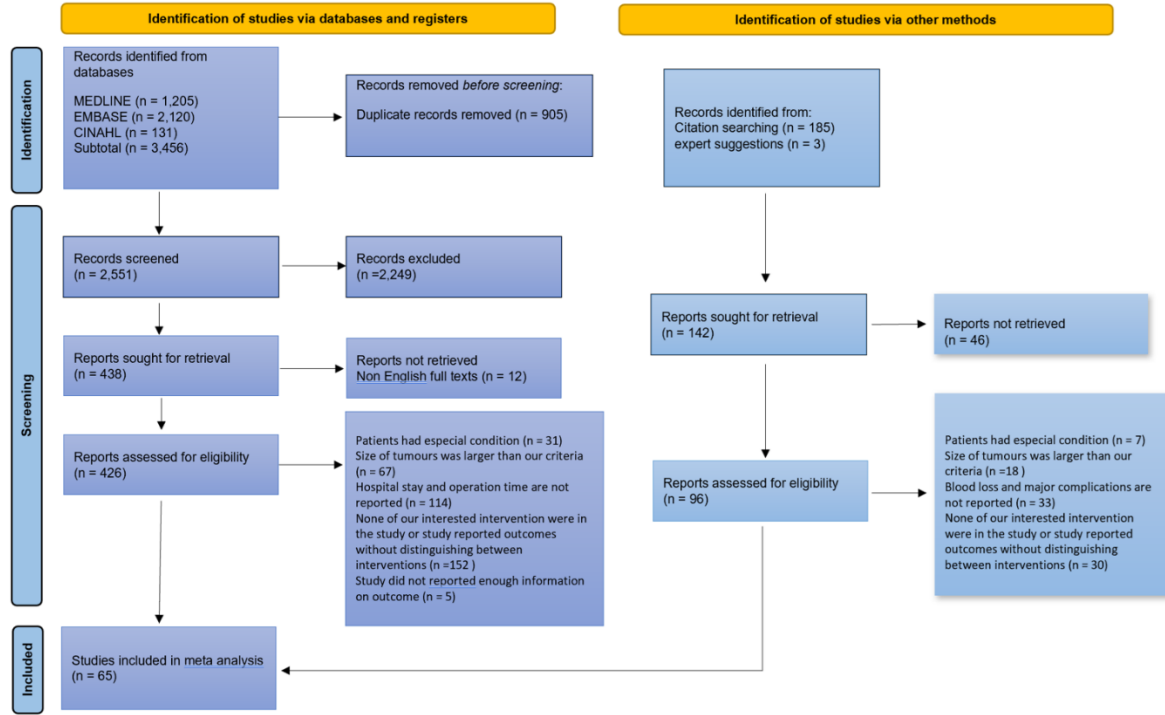 Identification of studies via databases and registers
Identification of studies via other methods
Identification
Records identified from
databases
MEDLINE (n = 1,205)
EMBASE (n = 2,120)
CINAHL (n = 131)
Subtotal (n = 3,456)
Records removed before screening:
Duplicate records removed (n = 905)
Records identified from:
Citation searching (n = 185)
expert suggestions (n = 3)
Screening
Records screened
(n = 2,551)
Records excluded
(n =2,249)
Reports sought for retrieval
(n = 438)
Reports not retrieved
Non English full texts (n = 12)
Reports sought for retrieval
(n = 142)
Reports not retrieved
(n = 46)
Reports assessed for eligibility
(n = 426)
Patients had especial condition (n = 31)
Size of tumours was larger than our criteria
(n = 67)
Hospital stay and operation time are not
reported (n = 114)
None of our interested intervention were in
the study or study reported outcomes
without distinguishing between
interventions (n =152 )
Study did not reported enough information
on outcome (n = 5)
Reports assessed for eligibility
(n = 96)
Patients had especial condition (n = 7)
Size of tumours was larger than our
criteria (n =18 )
Blood loss and major complications are
not reported (n = 33)
None of our interested intervention
were in the study or study reported
outcomes without distinguishing
between interventions (n = 30)
Included
Studies included in meta analysis
(n = 65)